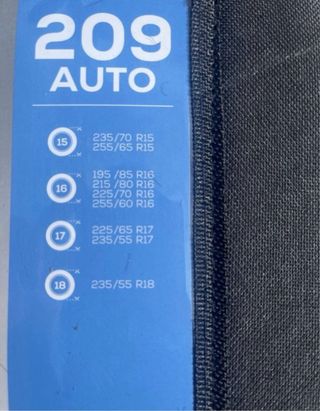 209
AUTO
15
235/70 R15
255/65 R15
16
195 /85 R16
215 /80 R16
225/70 R16
255/60 R16
17
225/65 R17
235/55 R17
18
235/55 R18